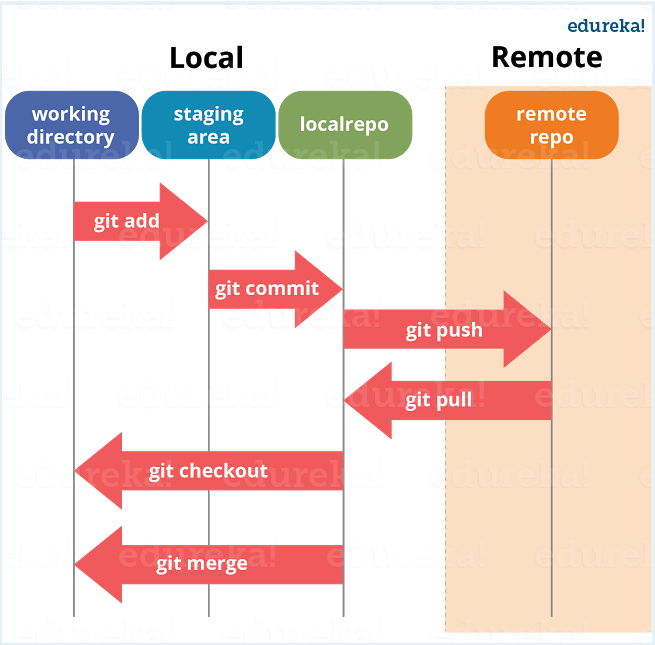 edureka!
Local
Remote
working
directory
staging
area
localrepo
remote
repo
git add
git commit
git push
git pull
git checkout
git merge